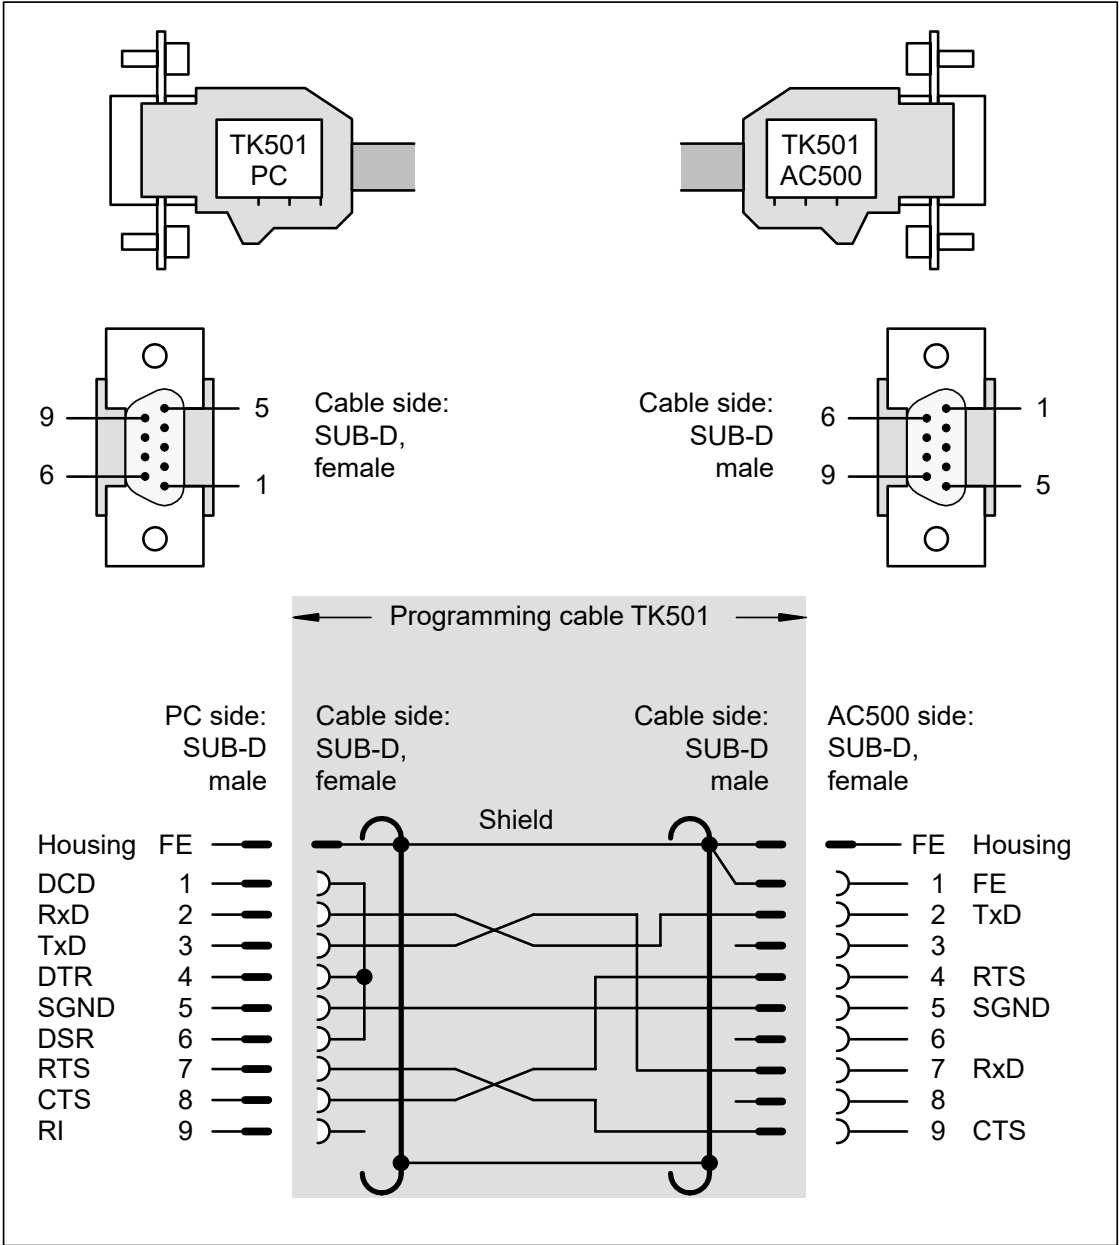 TK501
PC
TK501
AC500
9
5
6
1
Cable side:
SUB-D,
female
Cable side:
SUB-D
male
6
1
9
5
Programming cable TK501
PC side:
SUB-D
male
Cable side:
SUB-D,
female
Cable side:
SUB-D
male
AC500 side:
SUB-D,
female
Shield
Housing FE
FE Housing
DCD 1
1 FE
RxD 2
2 TxD
TxD 3
3
DTR 4
4 RTS
SGND 5
5 SGND
DSR 6
6
RTS 7
7 RxD
CTS 8
8
RI 9
9 CTS